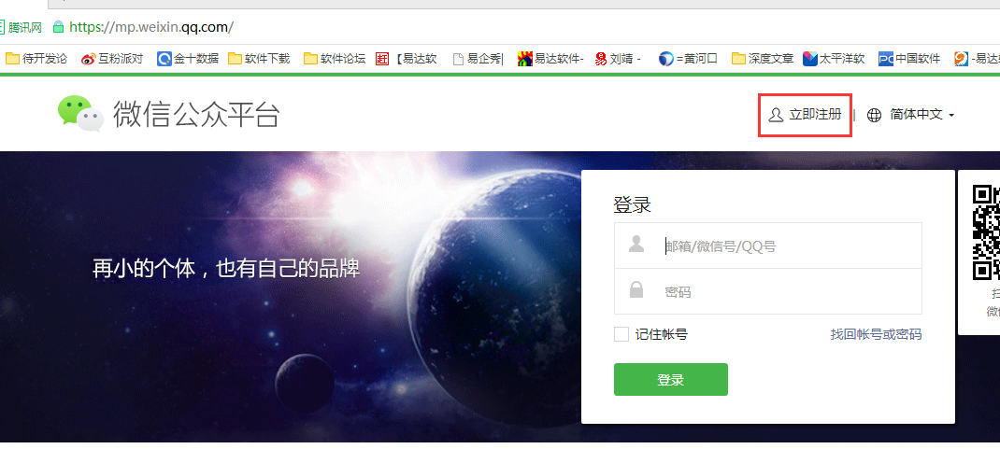 腾讯网 https://mp.weixin.qq.com/
待开发论 互粉派对 金十数据 软件下载 软件论坛 【易达软 易企秀| 易达软件- 刘靖 - =黄河口 深度文章 太平洋软 中国软件 -易达软
微信公众平台 立即注册 | 简体中文
登录
邮箱/微信号/QQ号
再小的个体，也有自己的品牌
密码
扫
微信
记住帐号 找回帐号或密码
登录